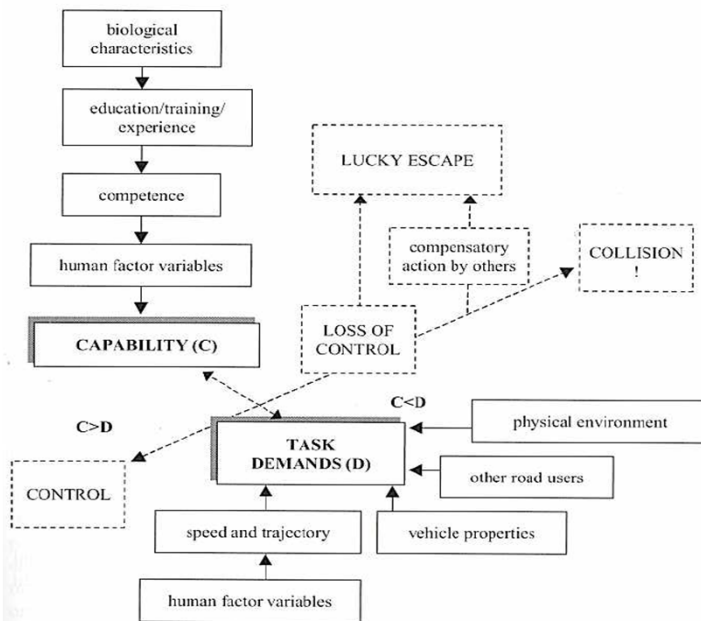 biological
characteristics
education/training/
experience
competence
human factor variables
CAPABILITY (C)
LUCKY ESCAPE
compensatory
action by others
COLLISION
!
LOSS OF
CONTROL
C>D
C<D
CONTROL
TASK
DEMANDS (D)
physical environment
other road users
speed and trajectory
vehicle properties
human factor variables